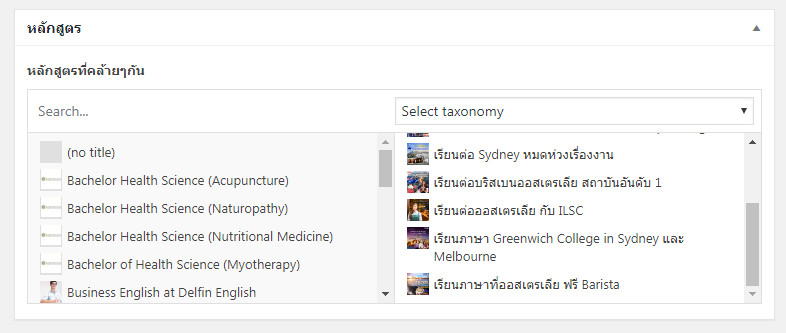 หลักสูตร
หลักสูตรที่คล้ายๆกัน
Search...
Select taxonomy
(no title)
Bachelor Health Science (Acupuncture)
Bachelor Health Science (Naturopathy)
Bachelor Health Science (Nutritional Medicine)
Bachelor of Health Science (Myotherapy)
Business English at Delfin English
เรียนต่อ Sydney หมดห่วงเรื่องงาน
เรียนต่อบริสเบนออสเตรเลีย สถาบันอันดับ 1
เรียนต่อออสเตรเลีย กับ ILSC
เรียนภาษา Greenwich College in Sydney และ
Melbourne
เรียนภาษาที่ออสเตรเลีย ฟรี Barista